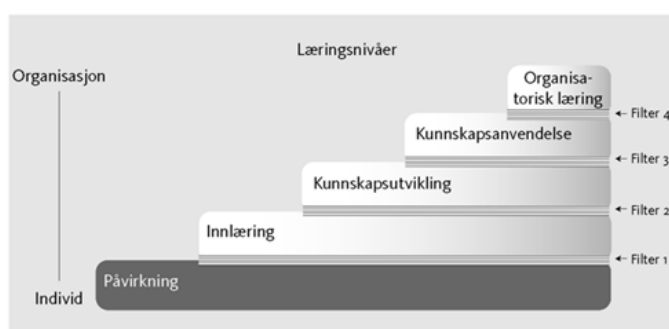 Læringsnivåer
Organisasjon
Organisa-
torisk læring
← Filter 4
Kunnskapsanvendelse
← Filter 3
Kunnskapsutvikling
← Filter 2
Innlæring
← Filter 1
Påvirkning
Individ